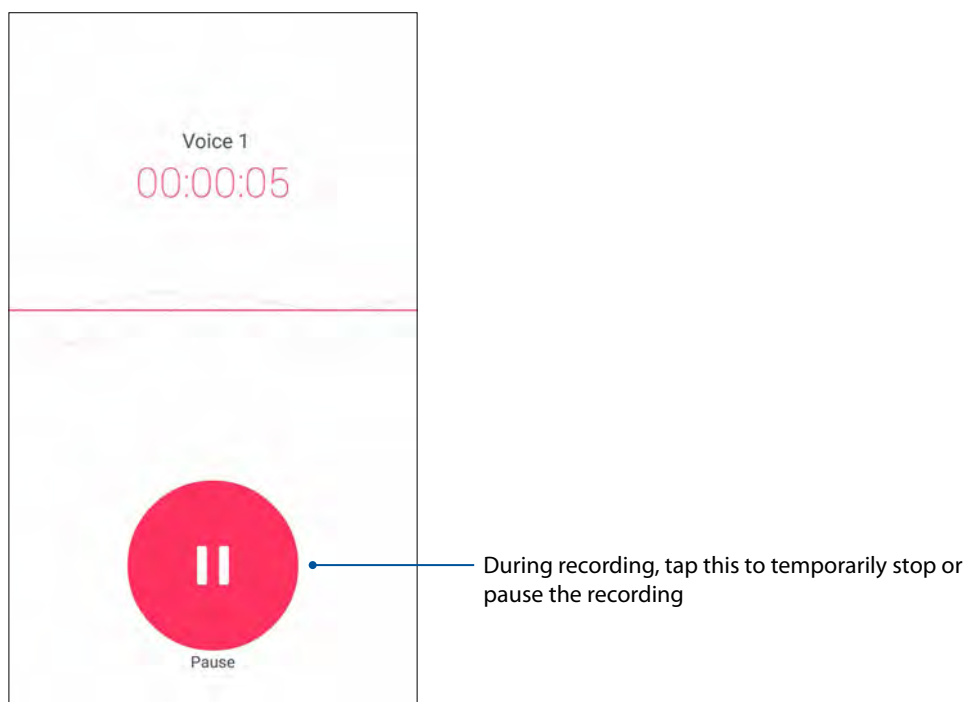 Voice 1
00:00:05
During recording, tap this to temporarily stop or
pause the recording
Pause